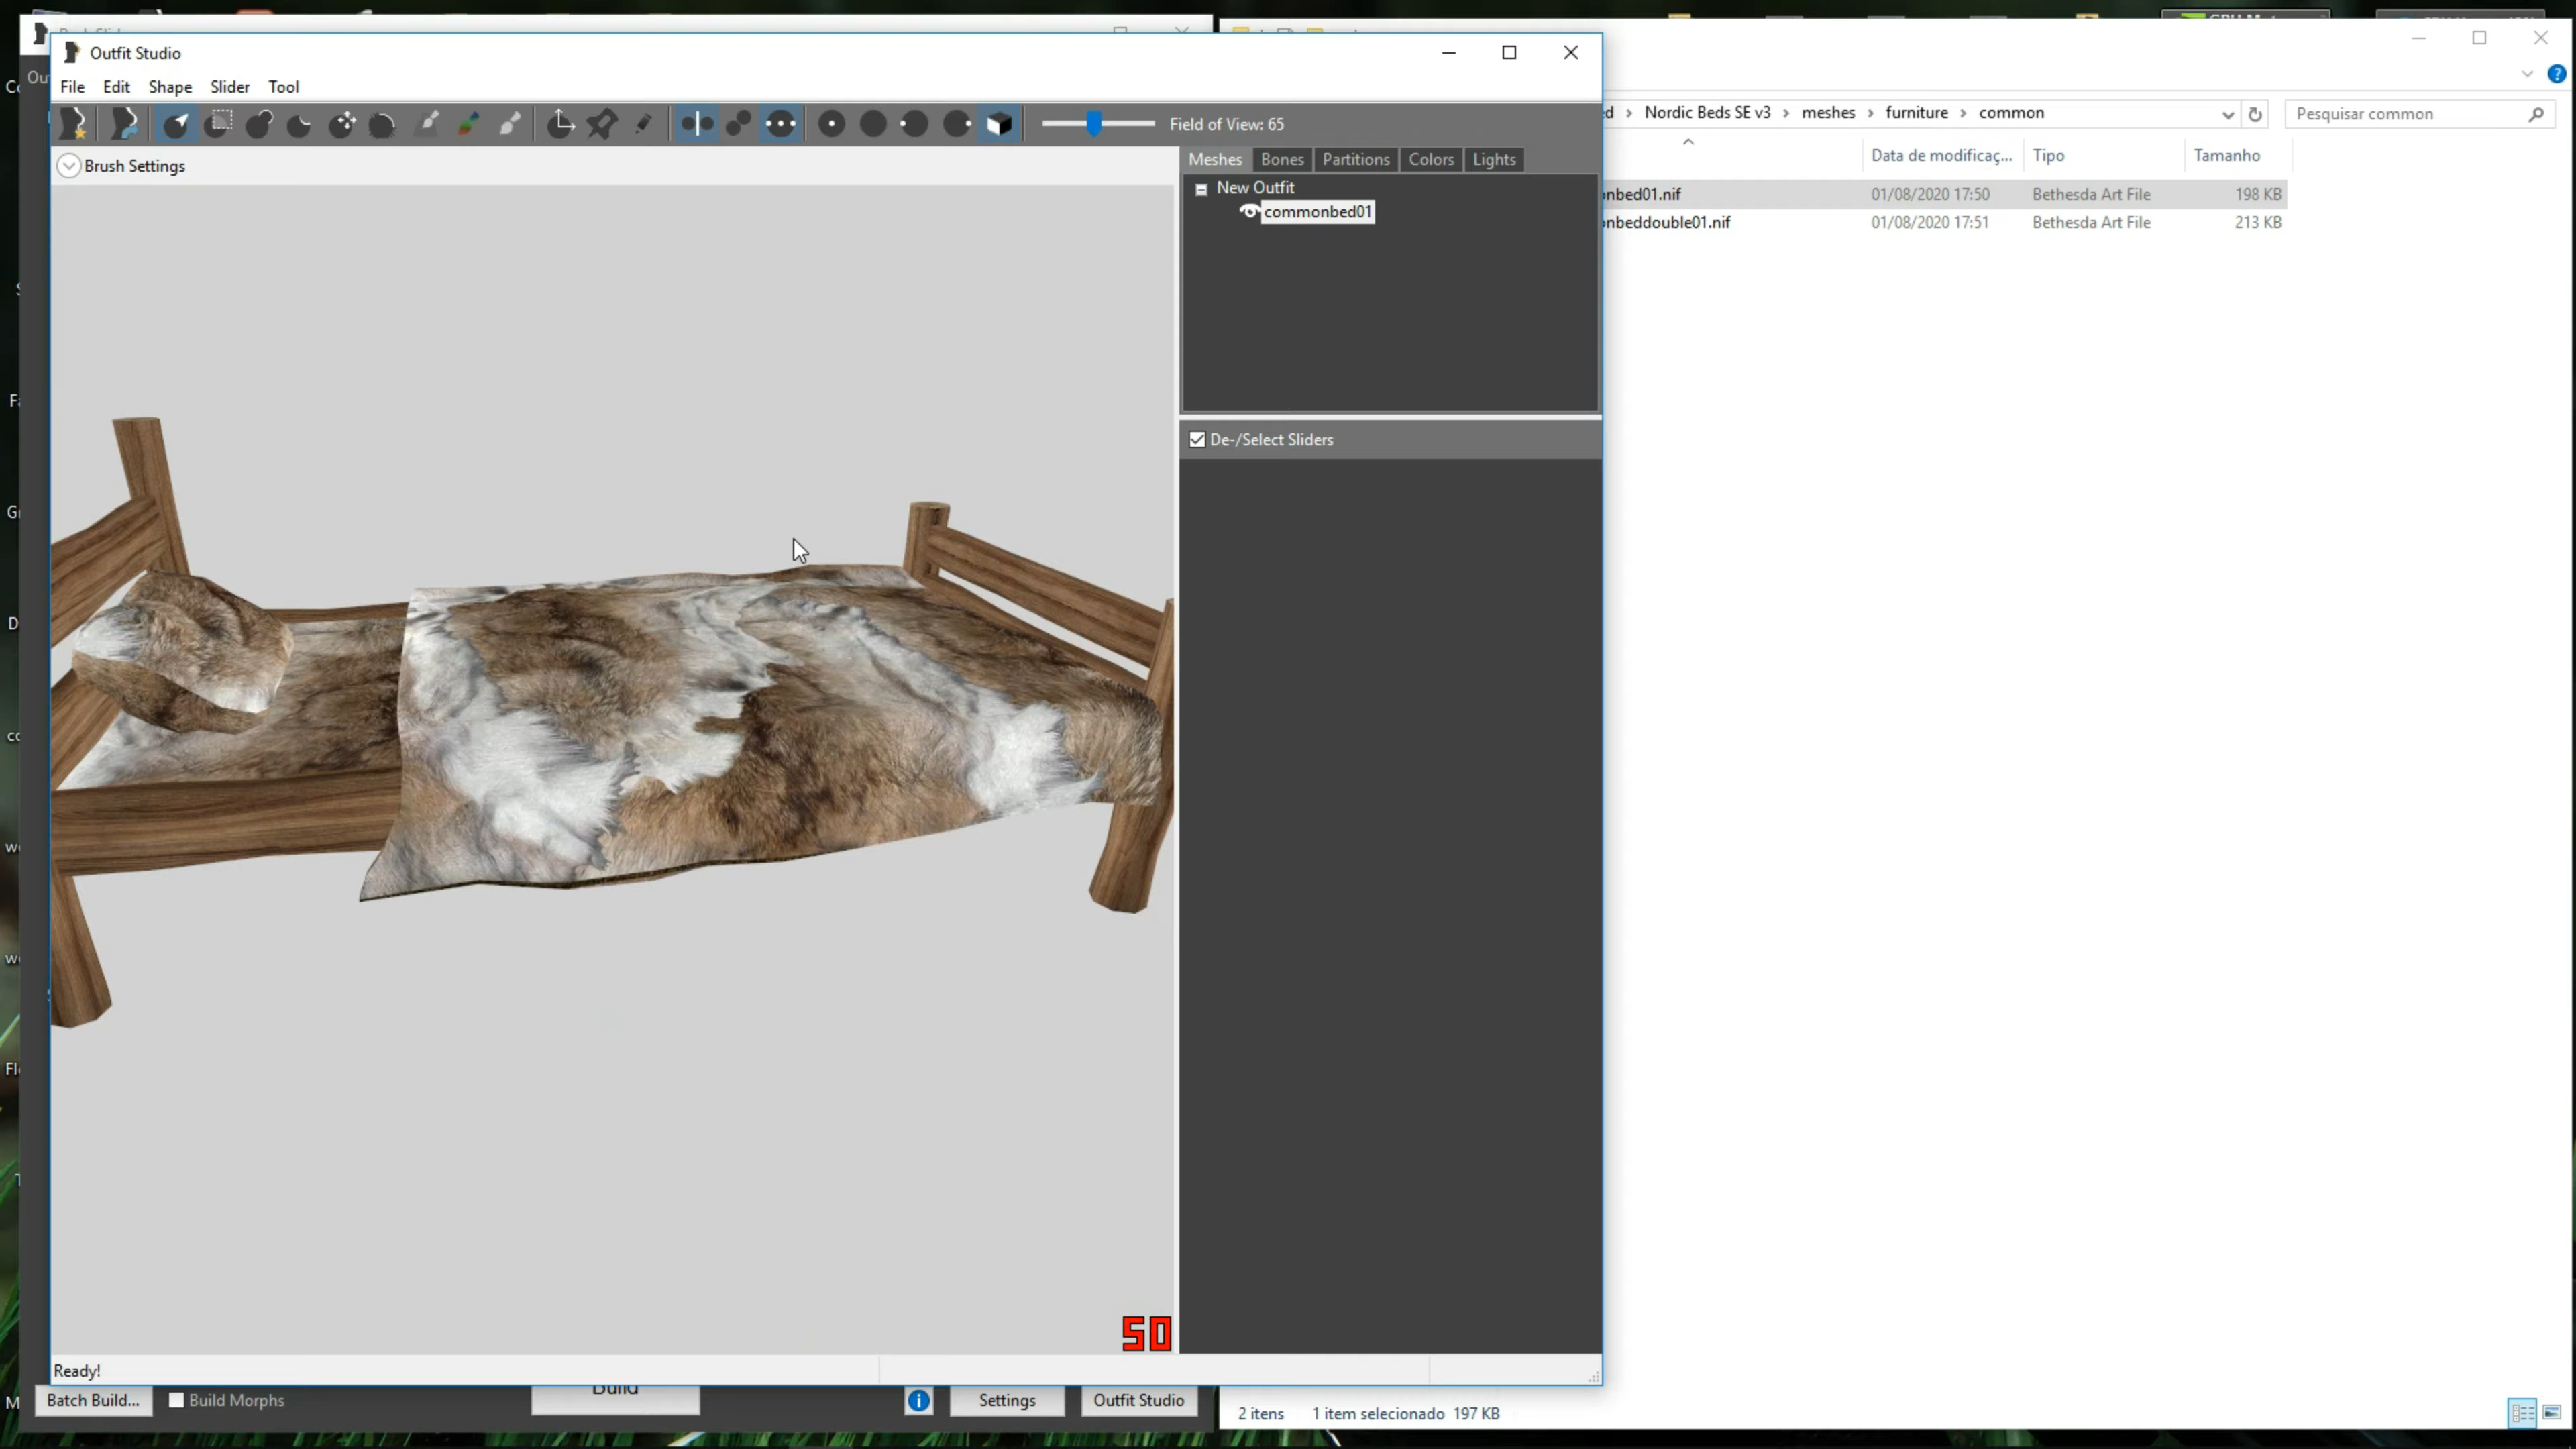 Outfit Studio
File Edit Shape Slider Tool
Field of View: 65
Brush Settings
Meshes Bones Partitions Colors Lights
New Outfit
commonbed01
De-/Select Sliders
50
Ready!
Batch Build... Build Morphs Build Settings Outfit Studio
Nordic Beds SE v3 › meshes › furniture › common
Pesquisar common
Data de modificaç... Tipo Tamanho
nbed01.nif 01/08/2020 17:50 Bethesda Art File 198 KB
nbeddouble01.nif 01/08/2020 17:51 Bethesda Art File 213 KB
2 itens 1 item selecionado 197 KB